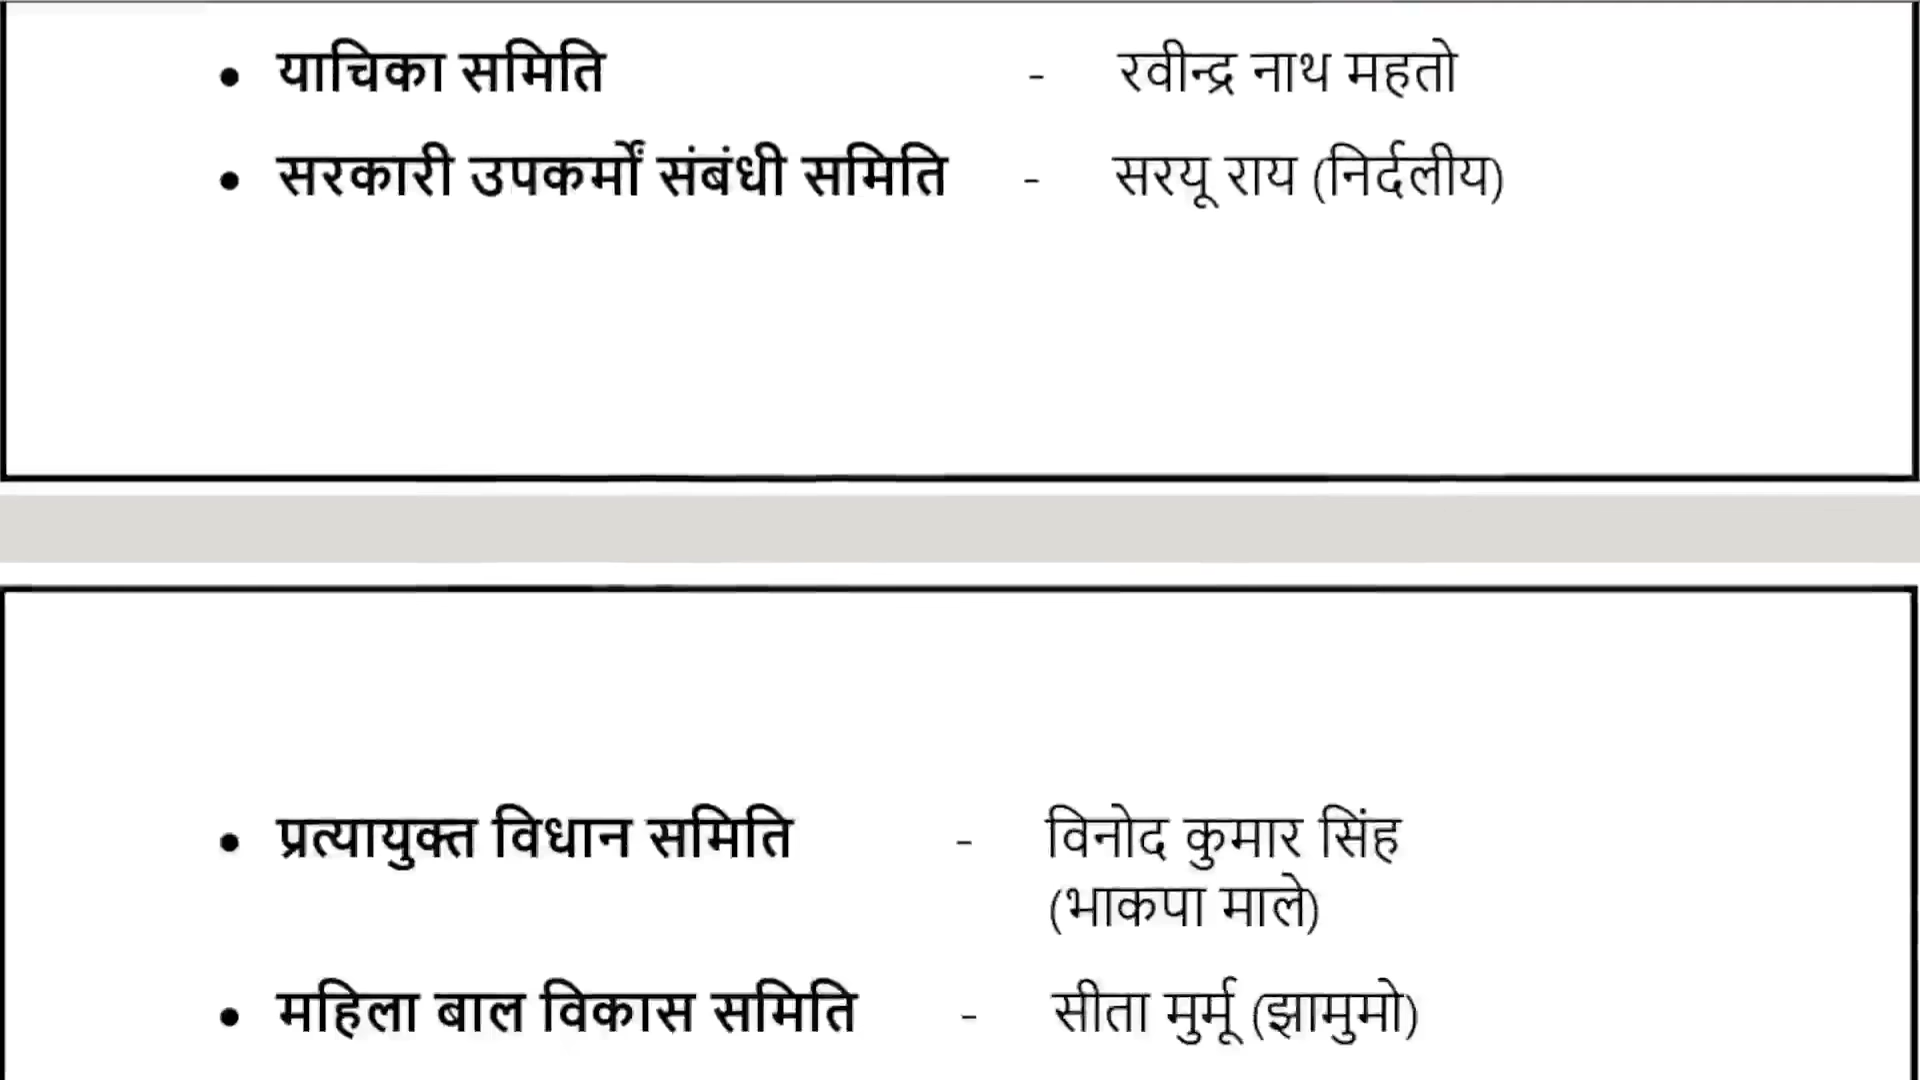 • याचिका समिति - रवीन्द्र नाथ महतो
• सरकारी उपकर्मों संबंधी समिति - सरयू राय (निर्दलीय)
• प्रत्यायुक्त विधान समिति - विनोद कुमार सिंह
(भाकपा माले)
• महिला बाल विकास समिति - सीता मुर्मू (झामुमो)